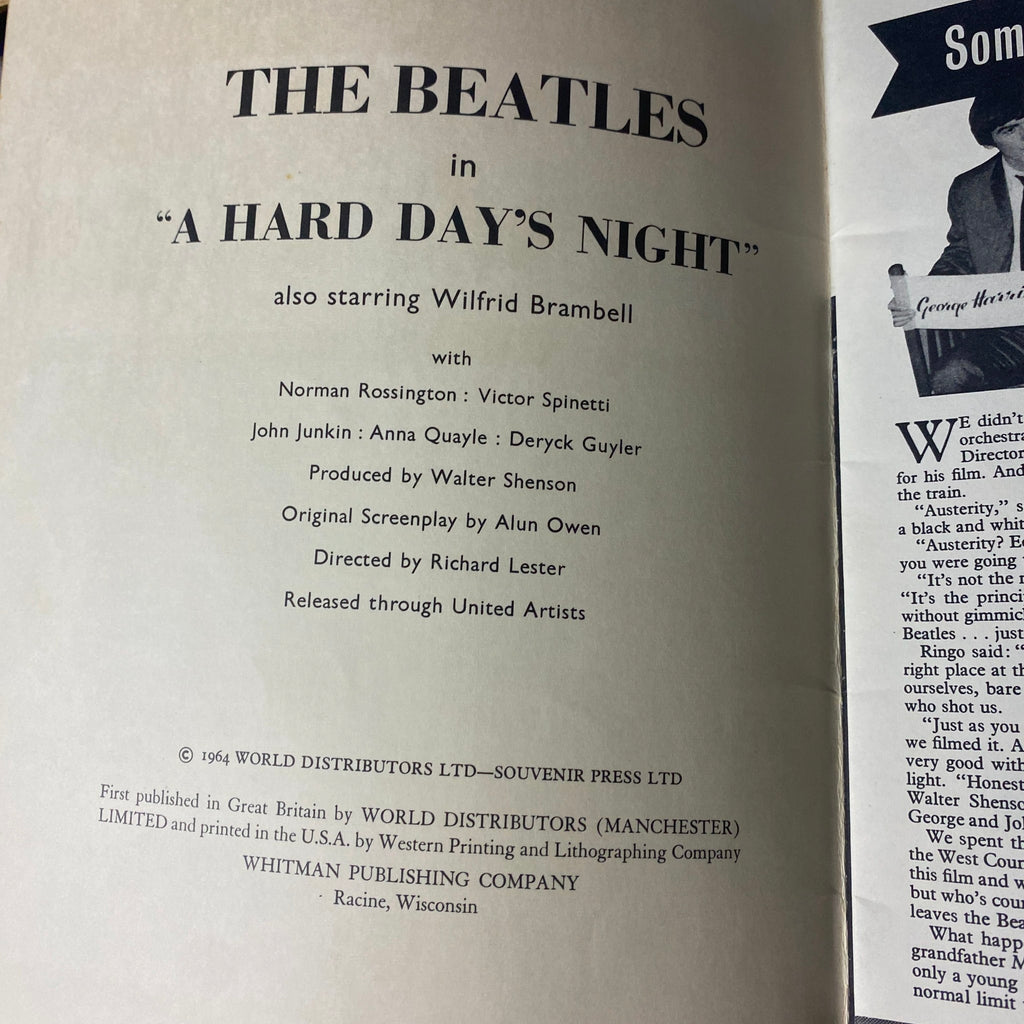 THE BEATLES
in
“A HARD DAY’S NIGHT”
also starring Wilfrid Brambell
with
Norman Rossington : Victor Spinetti
John Junkin : Anna Quayle : Deryck Guyler
Produced by Walter Shenson
Original Screenplay by Alun Owen
Directed by Richard Lester
Released through United Artists
© 1964 WORLD DISTRIBUTORS LTD—SOUVENIR PRESS LTD
First published in Great Britain by WORLD DISTRIBUTORS (MANCHESTER)
LIMITED and printed in the U.S.A. by Western Printing and Lithographing Company
WHITMAN PUBLISHING COMPANY
Racine, Wisconsin
Som
George Harri
WE didn’t
orchestra
Director
for his film. And
the train.
“Austerity,” s
a black and whit
“Austerity? Ec
you were going
“It’s not the
“It’s the princi
without gimmic
Beatles . . . just
Ringo said: “
right place at th
ourselves, bare
who shot us.
“Just as you
we filmed it. A
very good with
light. “Honest
Walter Shenso
George and Jo
We spent th
the West Coun
this film and w
but who’s coun
leaves the Bea
What happ
grandfather M
only a young
normal limit